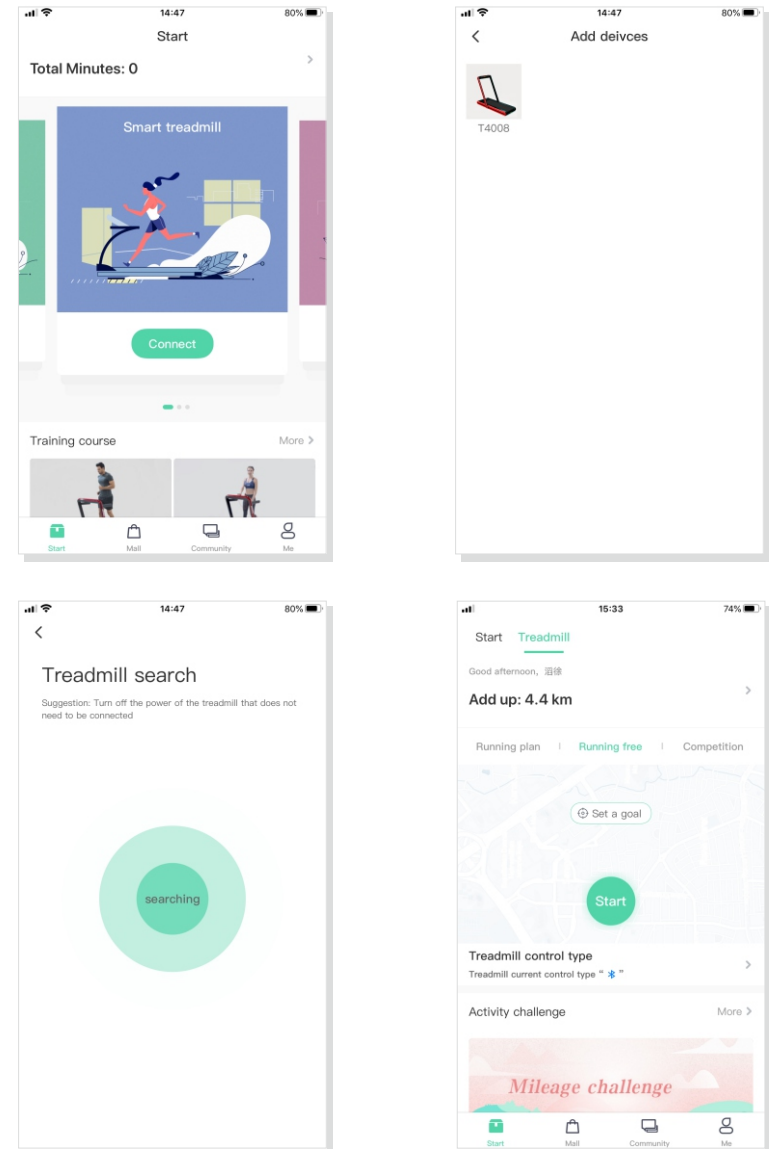 14:47
80%
Start
Total Minutes: 0
Smart treadmill
Connect
Training course
More
Start
Mall
Community
Me
14:47
80%
Add deivces
T4008
14:47
80%
Treadmill search
Suggestion: Turn off the power of the treadmill that does not
need to be connected
searching
15:33
74%
Start Treadmill
Good afternoon,
Add up: 4.4 km
Running plan Running free Competition
Set a goal
Start
Treadmill control type
Treadmill current control type “ ”
Activity challenge
More
Mileage challenge
Start
Mall
Community
Me